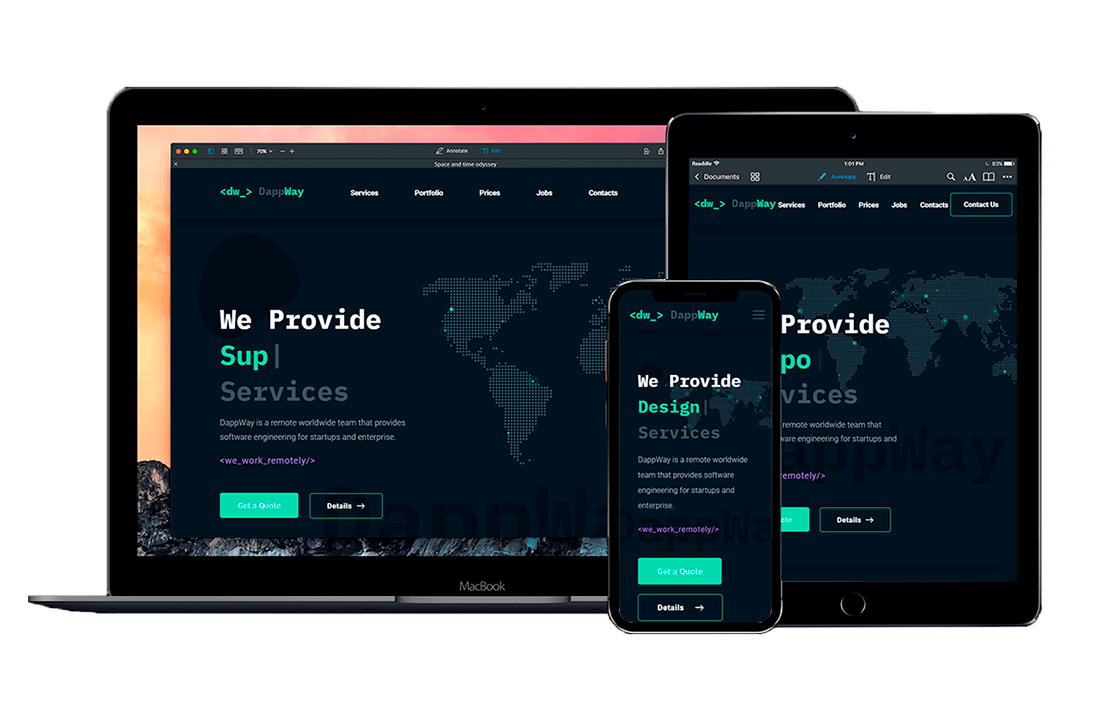 70%
Annotate
Edit
Space and time odyssey
<dw_> DappWay
Services
Portfolio
Prices
Jobs
Contacts
We Provide
Sup|
Services
DappWay is a remote worldwide team that provides
software engineering for startups and enterprise.
<we_work_remotely/>
Get a Quote
Details →
DappWa
MacBook
Readdle
1:01 PM
83%
Documents
Annotate
Edit
AA
<dw_> DappWay
Services
Portfolio
Prices
Jobs
Contacts
Contact Us
Provide
po|
vices
remote worldwide team that
ware engineering for startups and
emotely/>
ote
Details →
appWay
<dw_> DappWay
We Provide
Design|
Services
DappWay is a remote worldwide
team that provides software
engineering for startups and
enterprise.
<we_work_remotely/>
Get a Quote
Details →